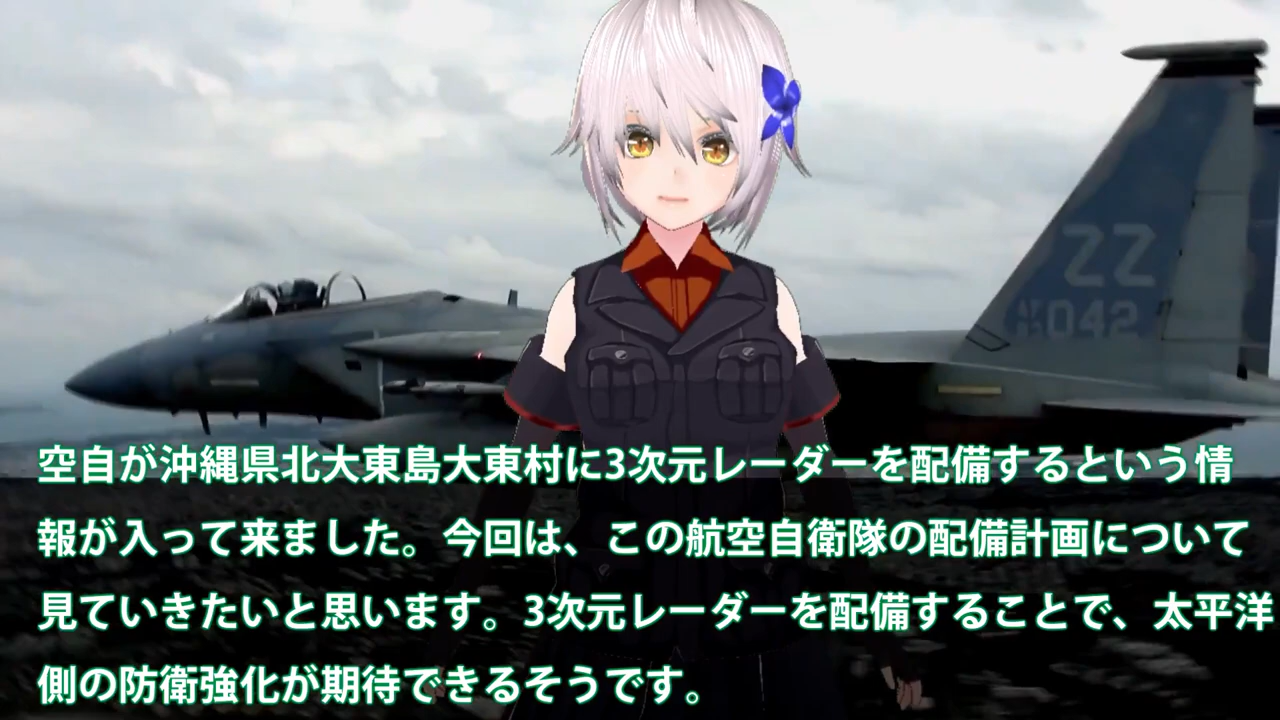 ZZ
042
空自が沖縄県北大東島大東村に3次元レーダーを配備するという情
報が入って来ました。今回は、この航空自衛隊の配備計画について
見ていきたいと思います。3次元レーダーを配備することで、太平洋
側の防衛強化が期待できるそうです。